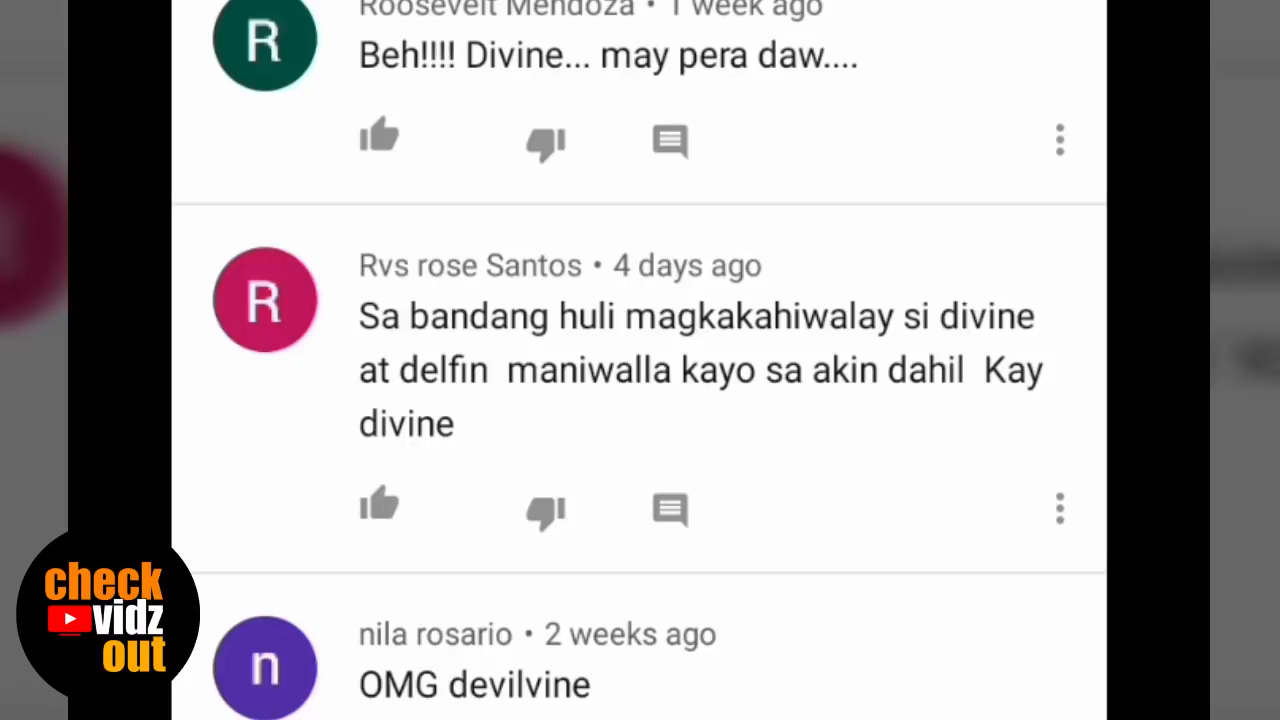 Roosevelt Mendoza • 1 week ago
R
Beh!!!! Divine... may pera daw....
Rvs rose Santos • 4 days ago
R
Sa bandang huli magkakahiwalay si divine
at delfin maniwalla kayo sa akin dahil Kay
divine
nila rosario • 2 weeks ago
n
OMG devilvine
check
vidz
out